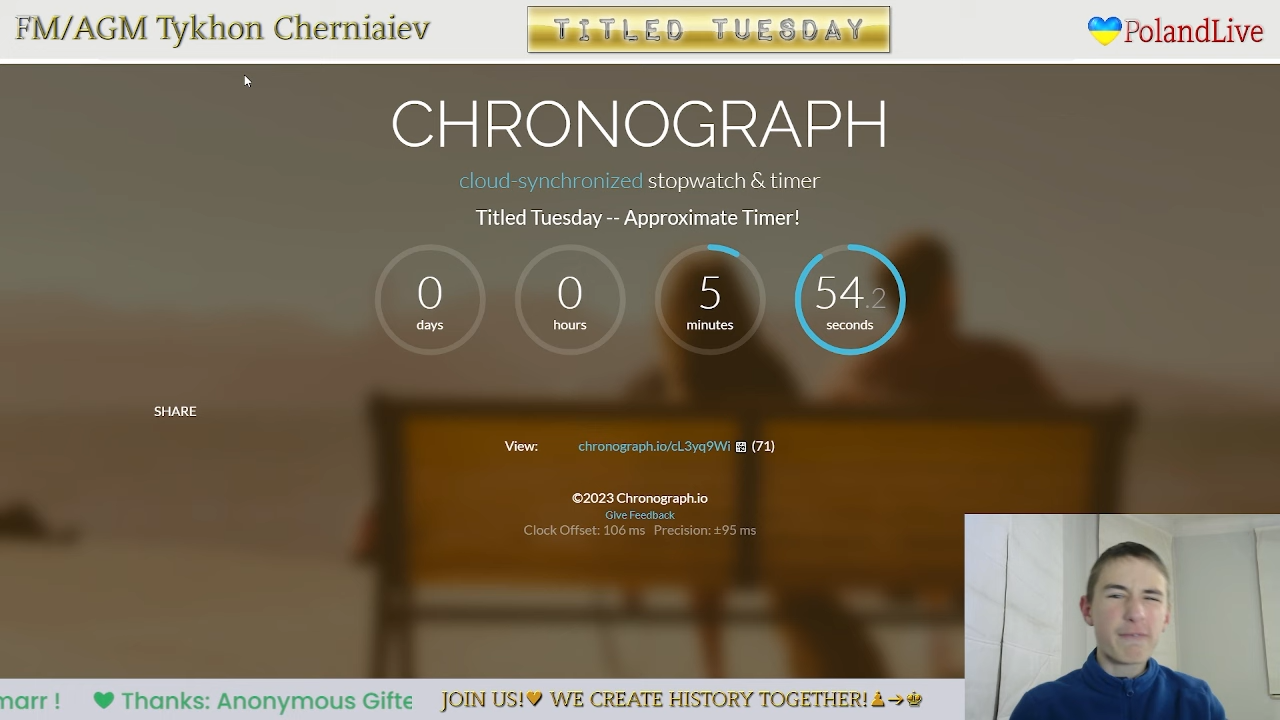 FM/AGM Tykhon Cherniaiev
TITLED TUESDAY
PolandLive
CHRONOGRAPH
cloud-synchronized stopwatch & timer
Titled Tuesday -- Approximate Timer!
0 days
0 hours
5 minutes
54.2 seconds
SHARE
View: chronograph.io/cL3yq9Wi (71)
©2023 Chronograph.io
Give Feedback
Clock Offset: 106 ms Precision: ±95 ms
marr ! Thanks: Anonymous Gifte
JOIN US! WE CREATE HISTORY TOGETHER!